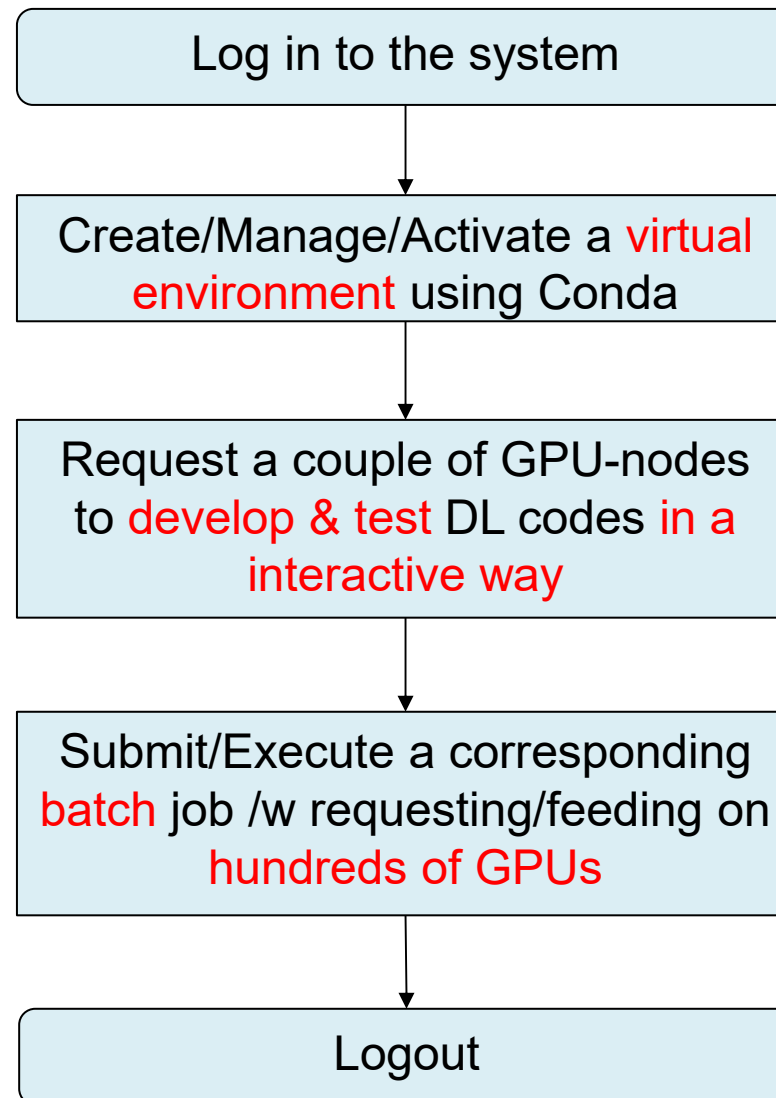 Log in to the system
Create/Manage/Activate a virtual
environment using Conda
Request a couple of GPU-nodes
to develop & test DL codes in a
interactive way
Submit/Execute a corresponding
batch job /w requesting/feeding on
hundreds of GPUs
Logout